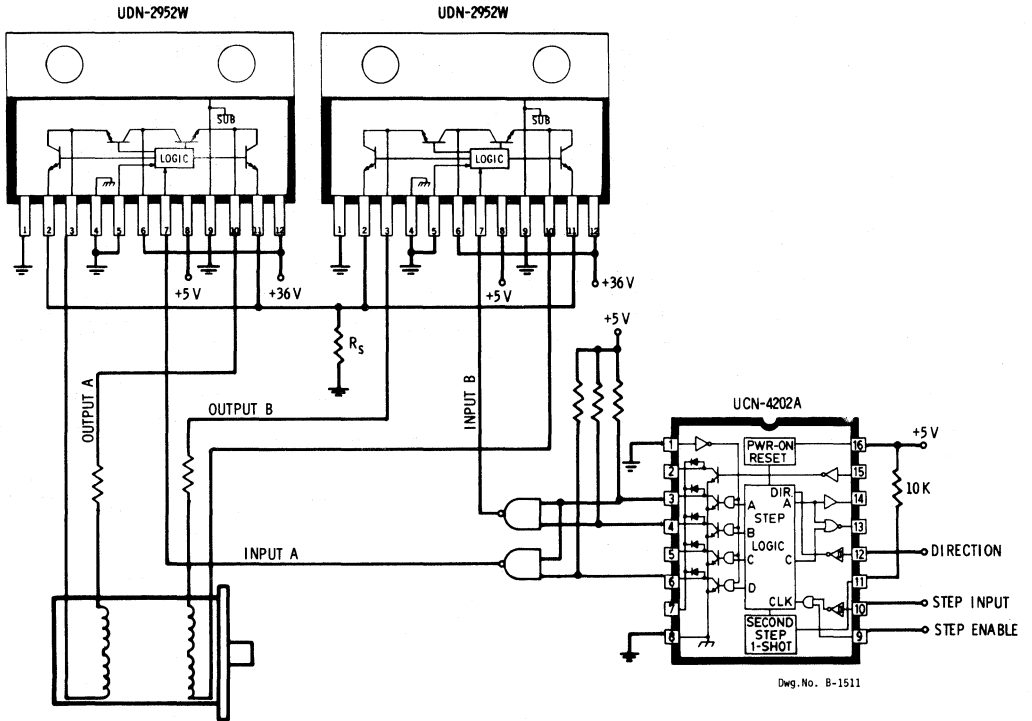 UDN-2952W
UDN-2952W
SUB
SUB
LOGIC
LOGIC
1 2 3 4 5 6 7 8 9 10 11 12
1 2 3 4 5 6 7 8 9 10 11 12
+5 V
+36 V
+5 V
+36 V
+5 V
RS
OUTPUT A
OUTPUT B
INPUT B
INPUT A
UCN-4202A
+5 V
10 K
1
2
3
4
5
6
7
8
16
15
14
13
12
11
10
9
PWR-ON
RESET
DIR.
A
A
STEP
B
LOGIC
C
C
D
CLK
SECOND
STEP
1-SHOT
DIRECTION
STEP INPUT
STEP ENABLE
Dwg.No. B-1511